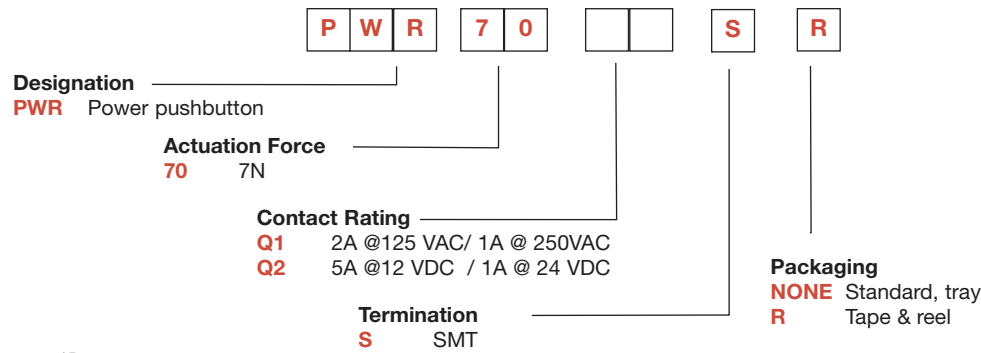 P W R 7 0 S R
Designation
PWR Power pushbutton
Actuation Force
70 7N
Contact Rating
Q1 2A @125 VAC/ 1A @ 250VAC
Q2 5A @12 VDC / 1A @ 24 VDC
Termination
S SMT
Packaging
NONE Standard, tray
R Tape & reel